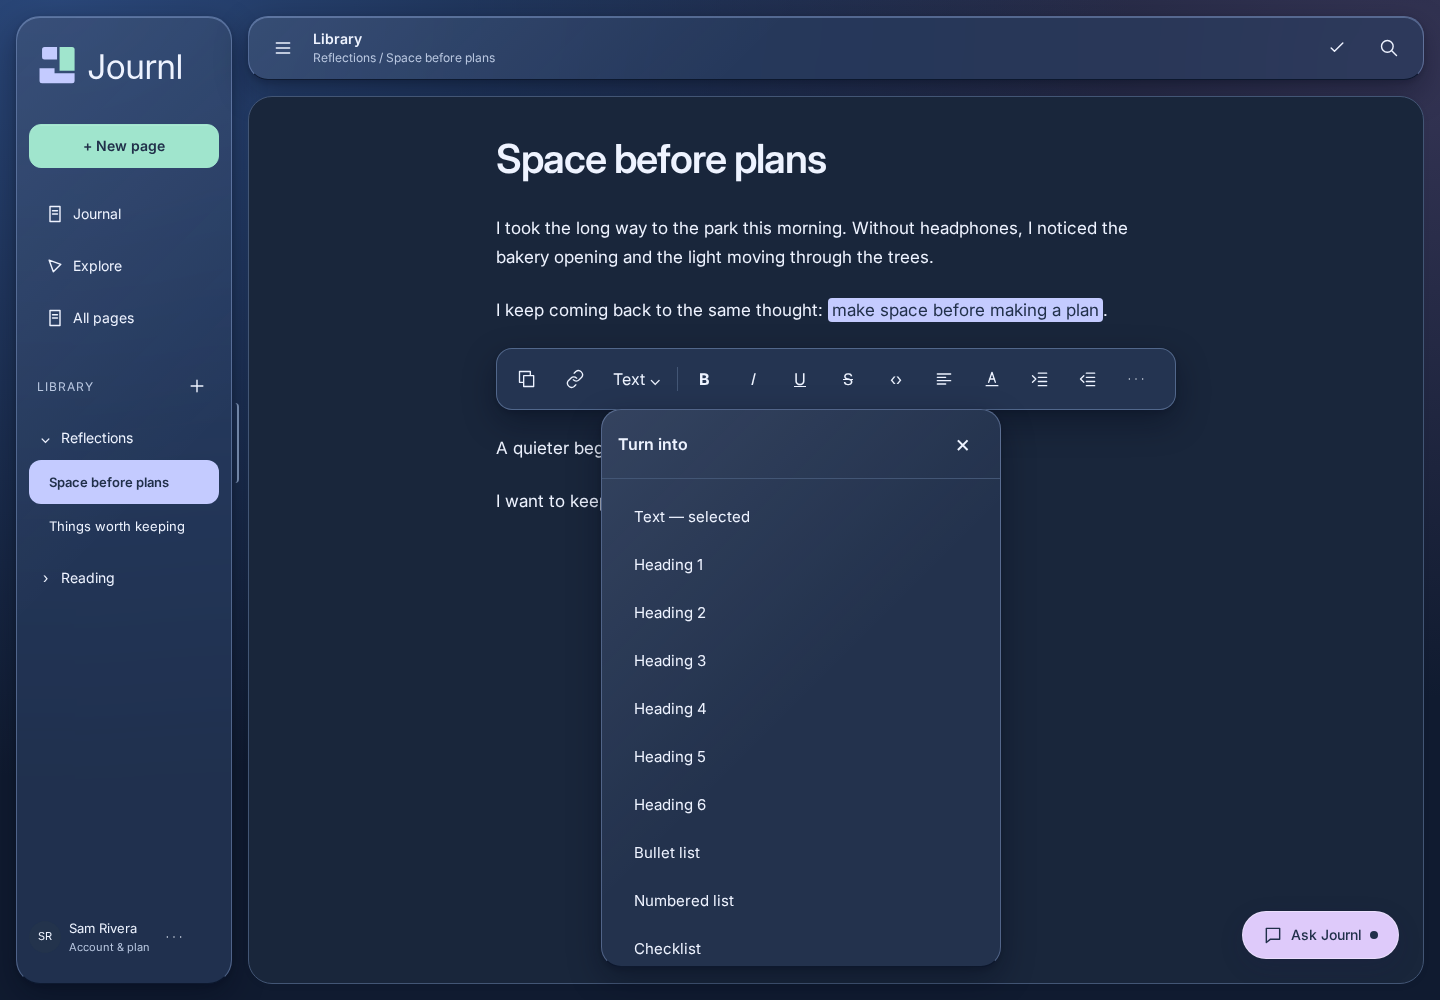 Journl
+ New page
Journal
Explore
All pages
LIBRARY
Reflections
Space before plans
Things worth keeping
Reading
SR
Sam Rivera
Account & plan
Library
Reflections / Space before plans
Space before plans
I took the long way to the park this morning. Without headphones, I noticed the
bakery opening and the light moving through the trees.
I keep coming back to the same thought: make space before making a plan.
Text
B
I
U
S
A
A quieter
I want to
Turn into
Text — selected
Heading 1
Heading 2
Heading 3
Heading 4
Heading 5
Heading 6
Bullet list
Numbered list
Checklist
Ask Journl